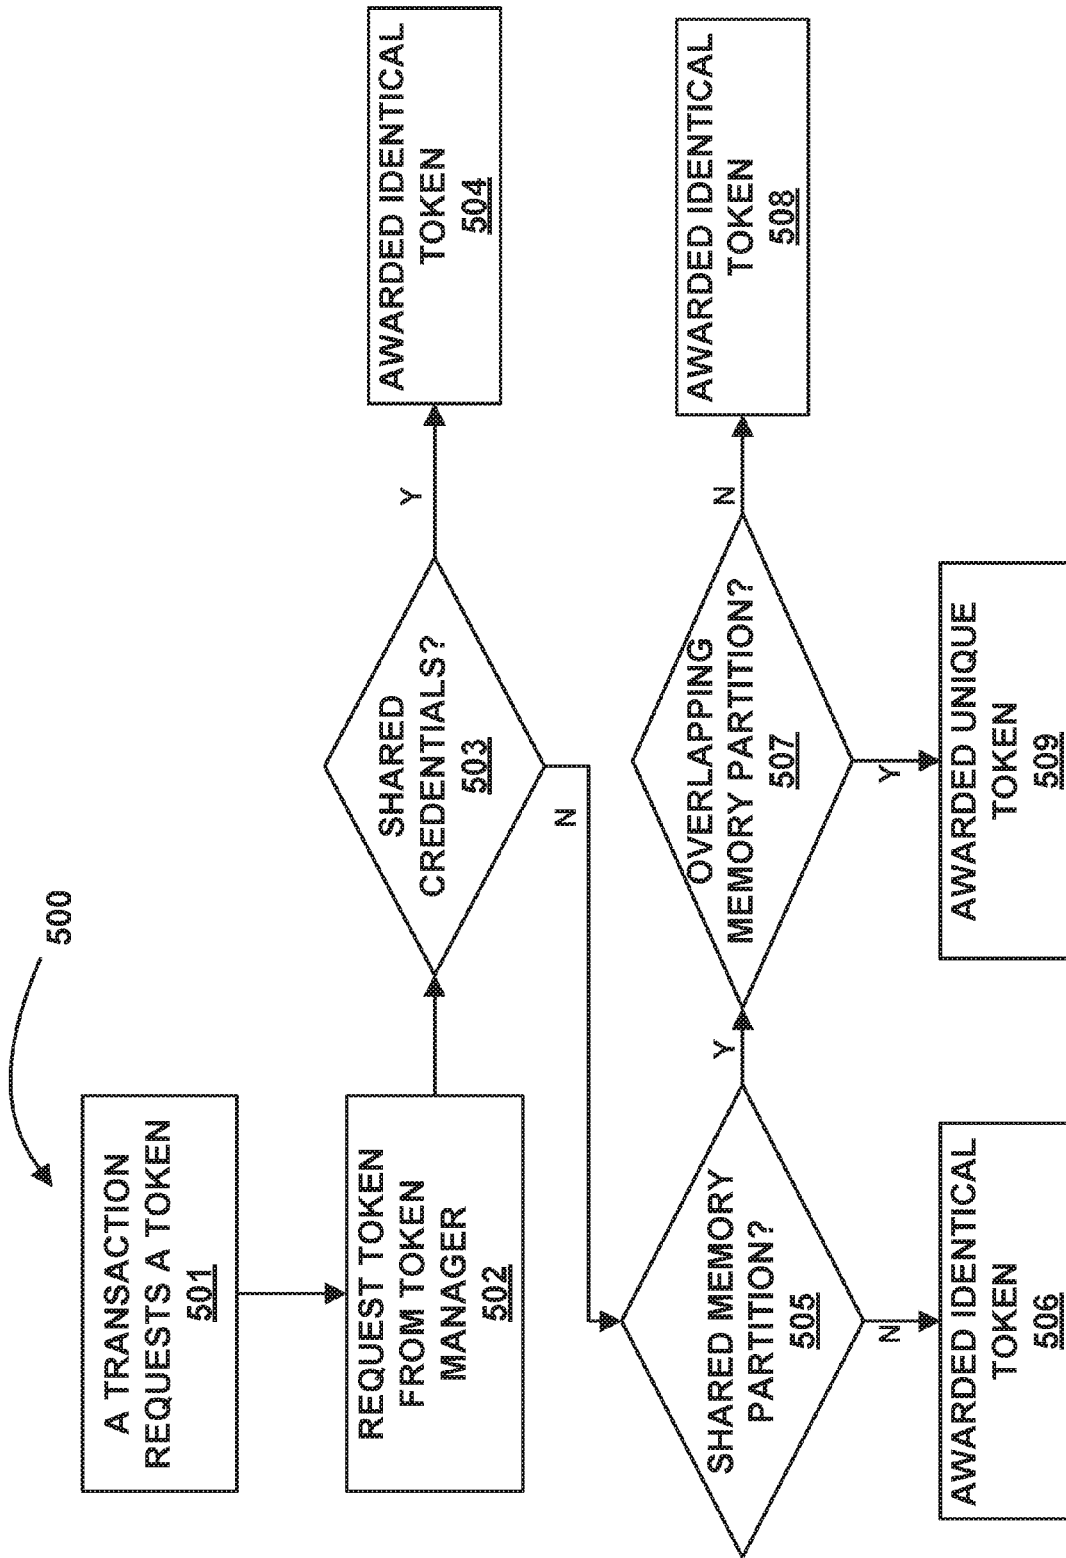 500
A TRANSACTION
REQUESTS A TOKEN
501
REQUEST TOKEN
FROM TOKEN
MANAGER
502
SHARED
CREDENTIALS?
503
Y
AWARDED IDENTICAL
TOKEN
504
N
SHARED MEMORY
PARTITION?
505
N
AWARDED IDENTICAL
TOKEN
506
Y
OVERLAPPING
MEMORY PARTITION?
507
N
AWARDED IDENTICAL
TOKEN
508
Y
AWARDED UNIQUE
TOKEN
509